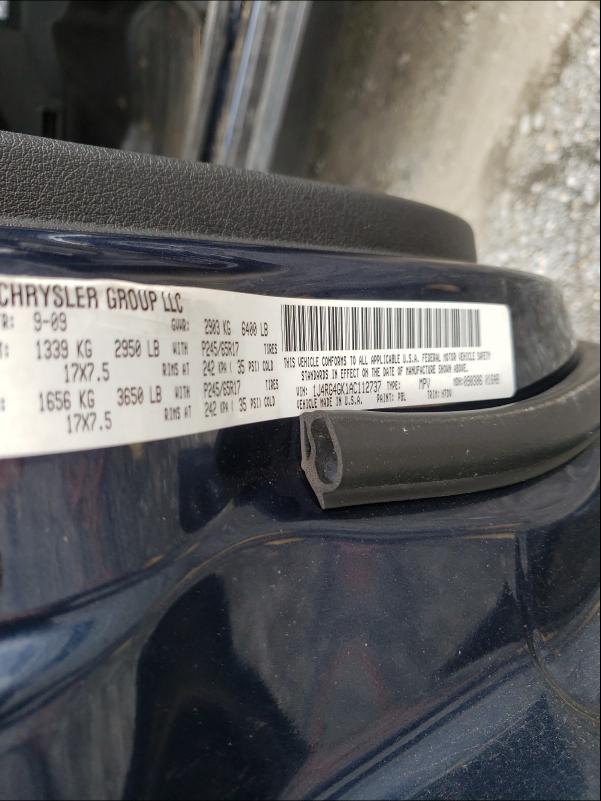 CHRYSLER GROUP LLC
TR: 9-09 GVWR: 2903 KG 6400 LB
T: 1339 KG 2950 LB WITH P245/65R17 TIRES
17X7.5 RIMS AT 242 KPA ( 35 PSI) COLD
: 1656 KG 3650 LB WITH P245/65R17 TIRES
17X7.5 RIMS AT 242 KPA ( 35 PSI) COLD
THIS VEHICLE CONFORMS TO ALL APPLICABLE U.S.A. FEDERAL MOTOR VEHICLE SAFETY
STANDARDS IN EFFECT ON THE DATE OF MANUFACTURE SHOWN ABOVE.
VIN: 1J4RG4GK1AC112737 TYPE: MPV MDH:
VEHICLE MADE IN U.S.A. PAINT: PBL TRIM: